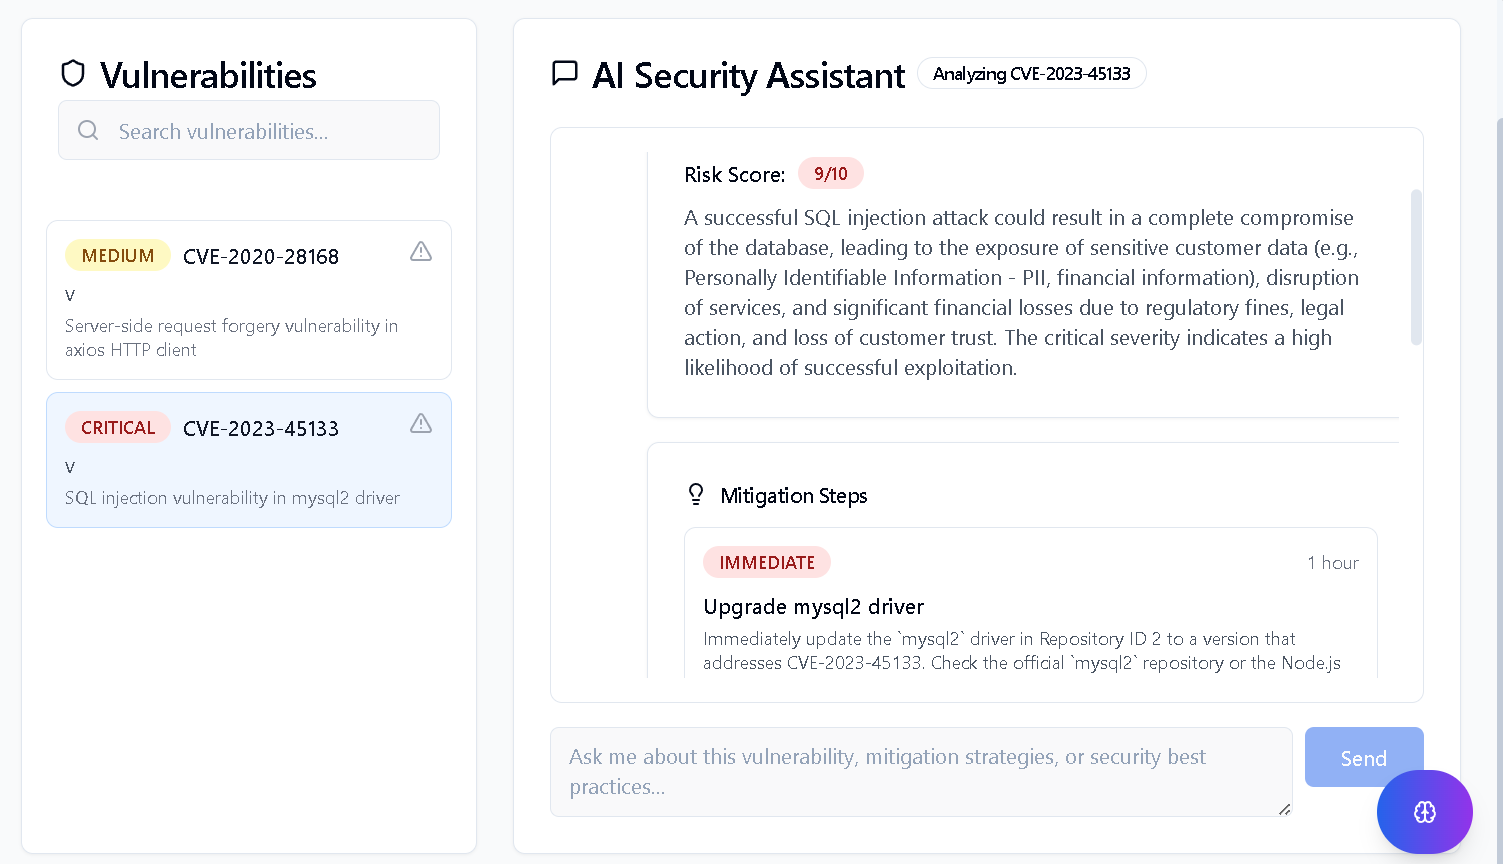 Vulnerabilities
Search vulnerabilities...
MEDIUM CVE-2020-28168
v
Server-side request forgery vulnerability in
axios HTTP client
CRITICAL CVE-2023-45133
v
SQL injection vulnerability in mysql2 driver
AI Security Assistant Analyzing CVE-2023-45133
Risk Score: 9/10
A successful SQL injection attack could result in a complete compromise
of the database, leading to the exposure of sensitive customer data (e.g.,
Personally Identifiable Information - PII, financial information), disruption
of services, and significant financial losses due to regulatory fines, legal
action, and loss of customer trust. The critical severity indicates a high
likelihood of successful exploitation.
Mitigation Steps
IMMEDIATE 1 hour
Upgrade mysql2 driver
Immediately update the `mysql2` driver in Repository ID 2 to a version that
addresses CVE-2023-45133. Check the official `mysql2` repository or the Node.js
Ask me about this vulnerability, mitigation strategies, or security best
practices...
Send